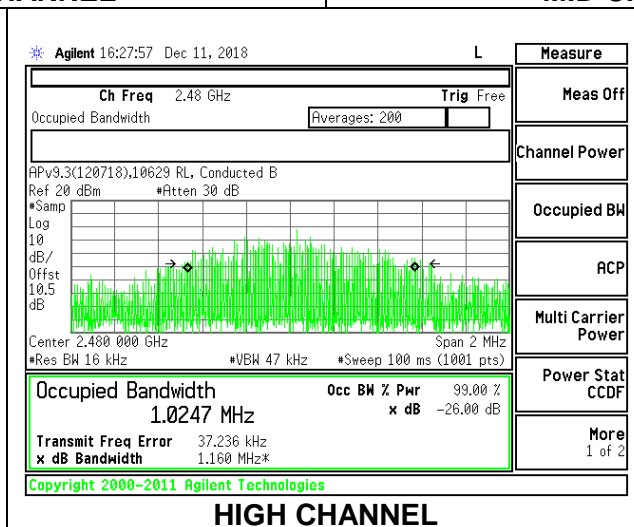 Agilent 16:27:57 Dec 11, 2018 L
Measure
Ch Freq 2.48 GHz Trig Free
Occupied Bandwidth Averages: 200
Meas Off
Channel Power
APv9.3(120718),10629 RL, Conducted B
Ref 20 dBm #Atten 30 dB
#Samp
Log
10
dB/
Offst
10.5
dB
Occupied BW
ACP
Multi Carrier
Power
Center 2.480 000 GHz Span 2 MHz
#Res BW 16 kHz #VBW 47 kHz #Sweep 100 ms (1001 pts)
Power Stat
CCDF
Occupied Bandwidth Occ BW % Pwr 99.00 %
1.0247 MHz x dB -26.00 dB
Transmit Freq Error 37.236 kHz
x dB Bandwidth 1.160 MHz*
More
1 of 2
Copyright 2000-2011 Agilent Technologies
HIGH CHANNEL